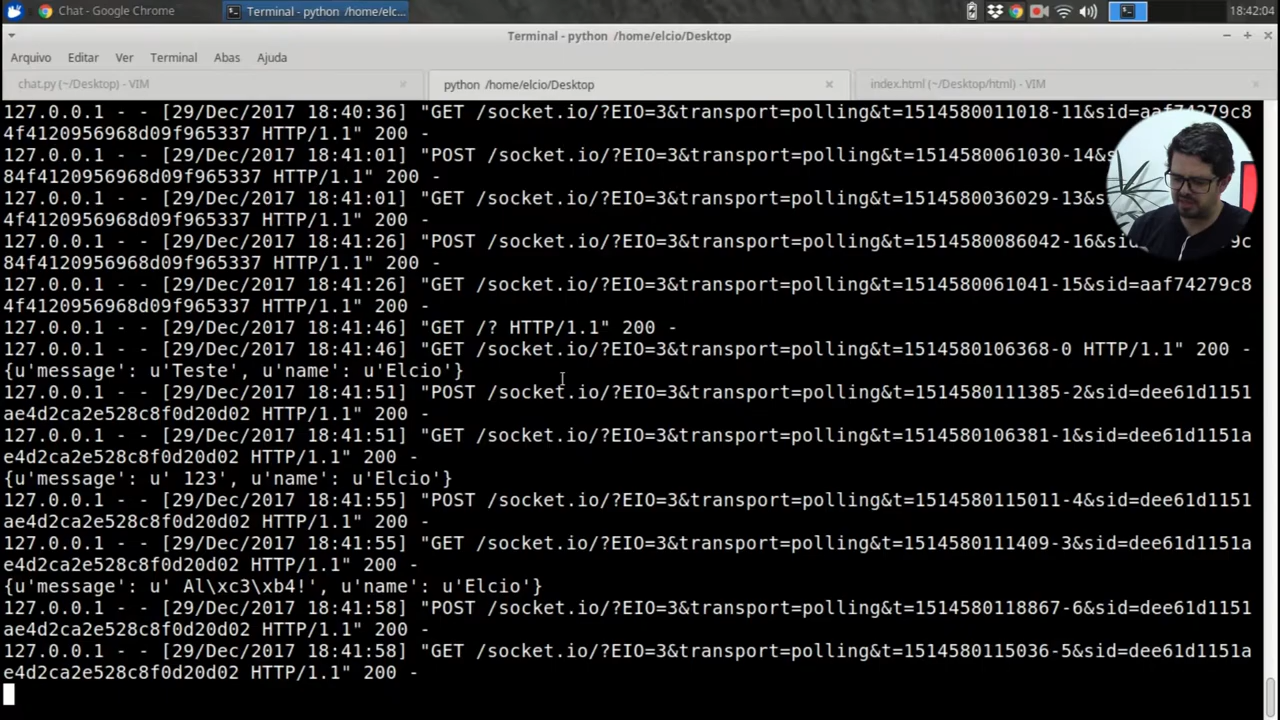 Chat - Google Chrome
Terminal - python /home/elc...
18:42:04
Terminal - python /home/elcio/Desktop
Arquivo Editar Ver Terminal Abas Ajuda
chat.py (~/Desktop) - VIM
python /home/elcio/Desktop
index.html (~/Desktop/html) - VIM
127.0.0.1 - - [29/Dec/2017 18:40:36] "GET /socket.io/?EIO=3&transport=polling&t=1514580011018-11&sid=aaf74279c8
4f4120956968d09f965337 HTTP/1.1" 200 -
127.0.0.1 - - [29/Dec/2017 18:41:01] "POST /socket.io/?EIO=3&transport=polling&t=1514580061030-14&s
84f4120956968d09f965337 HTTP/1.1" 200 -
127.0.0.1 - - [29/Dec/2017 18:41:01] "GET /socket.io/?EIO=3&transport=polling&t=1514580036029-13&
4f4120956968d09f965337 HTTP/1.1" 200 -
127.0.0.1 - - [29/Dec/2017 18:41:26] "POST /socket.io/?EIO=3&transport=polling&t=1514580086042-16&s 9c
84f4120956968d09f965337 HTTP/1.1" 200 -
127.0.0.1 - - [29/Dec/2017 18:41:26] "GET /socket.io/?EIO=3&transport=polling&t=1514580061041-15&sid=aaf74279c8
4f4120956968d09f965337 HTTP/1.1" 200 -
127.0.0.1 - - [29/Dec/2017 18:41:46] "GET /? HTTP/1.1" 200 -
127.0.0.1 - - [29/Dec/2017 18:41:46] "GET /socket.io/?EIO=3&transport=polling&t=1514580106368-0 HTTP/1.1" 200 -
{u'message': u'Teste', u'name': u'Elcio'}
127.0.0.1 - - [29/Dec/2017 18:41:51] "POST /socket.io/?EIO=3&transport=polling&t=1514580111385-2&sid=dee61d1151
ae4d2ca2e528c8f0d20d02 HTTP/1.1" 200 -
127.0.0.1 - - [29/Dec/2017 18:41:51] "GET /socket.io/?EIO=3&transport=polling&t=1514580106381-1&sid=dee61d1151a
e4d2ca2e528c8f0d20d02 HTTP/1.1" 200 -
{u'message': u' 123', u'name': u'Elcio'}
127.0.0.1 - - [29/Dec/2017 18:41:55] "POST /socket.io/?EIO=3&transport=polling&t=1514580115011-4&sid=dee61d1151
ae4d2ca2e528c8f0d20d02 HTTP/1.1" 200 -
127.0.0.1 - - [29/Dec/2017 18:41:55] "GET /socket.io/?EIO=3&transport=polling&t=1514580111409-3&sid=dee61d1151a
e4d2ca2e528c8f0d20d02 HTTP/1.1" 200 -
{u'message': u' Al\xc3\xb4!', u'name': u'Elcio'}
127.0.0.1 - - [29/Dec/2017 18:41:58] "POST /socket.io/?EIO=3&transport=polling&t=1514580118867-6&sid=dee61d1151
ae4d2ca2e528c8f0d20d02 HTTP/1.1" 200 -
127.0.0.1 - - [29/Dec/2017 18:41:58] "GET /socket.io/?EIO=3&transport=polling&t=1514580115036-5&sid=dee61d1151a
e4d2ca2e528c8f0d20d02 HTTP/1.1" 200 -